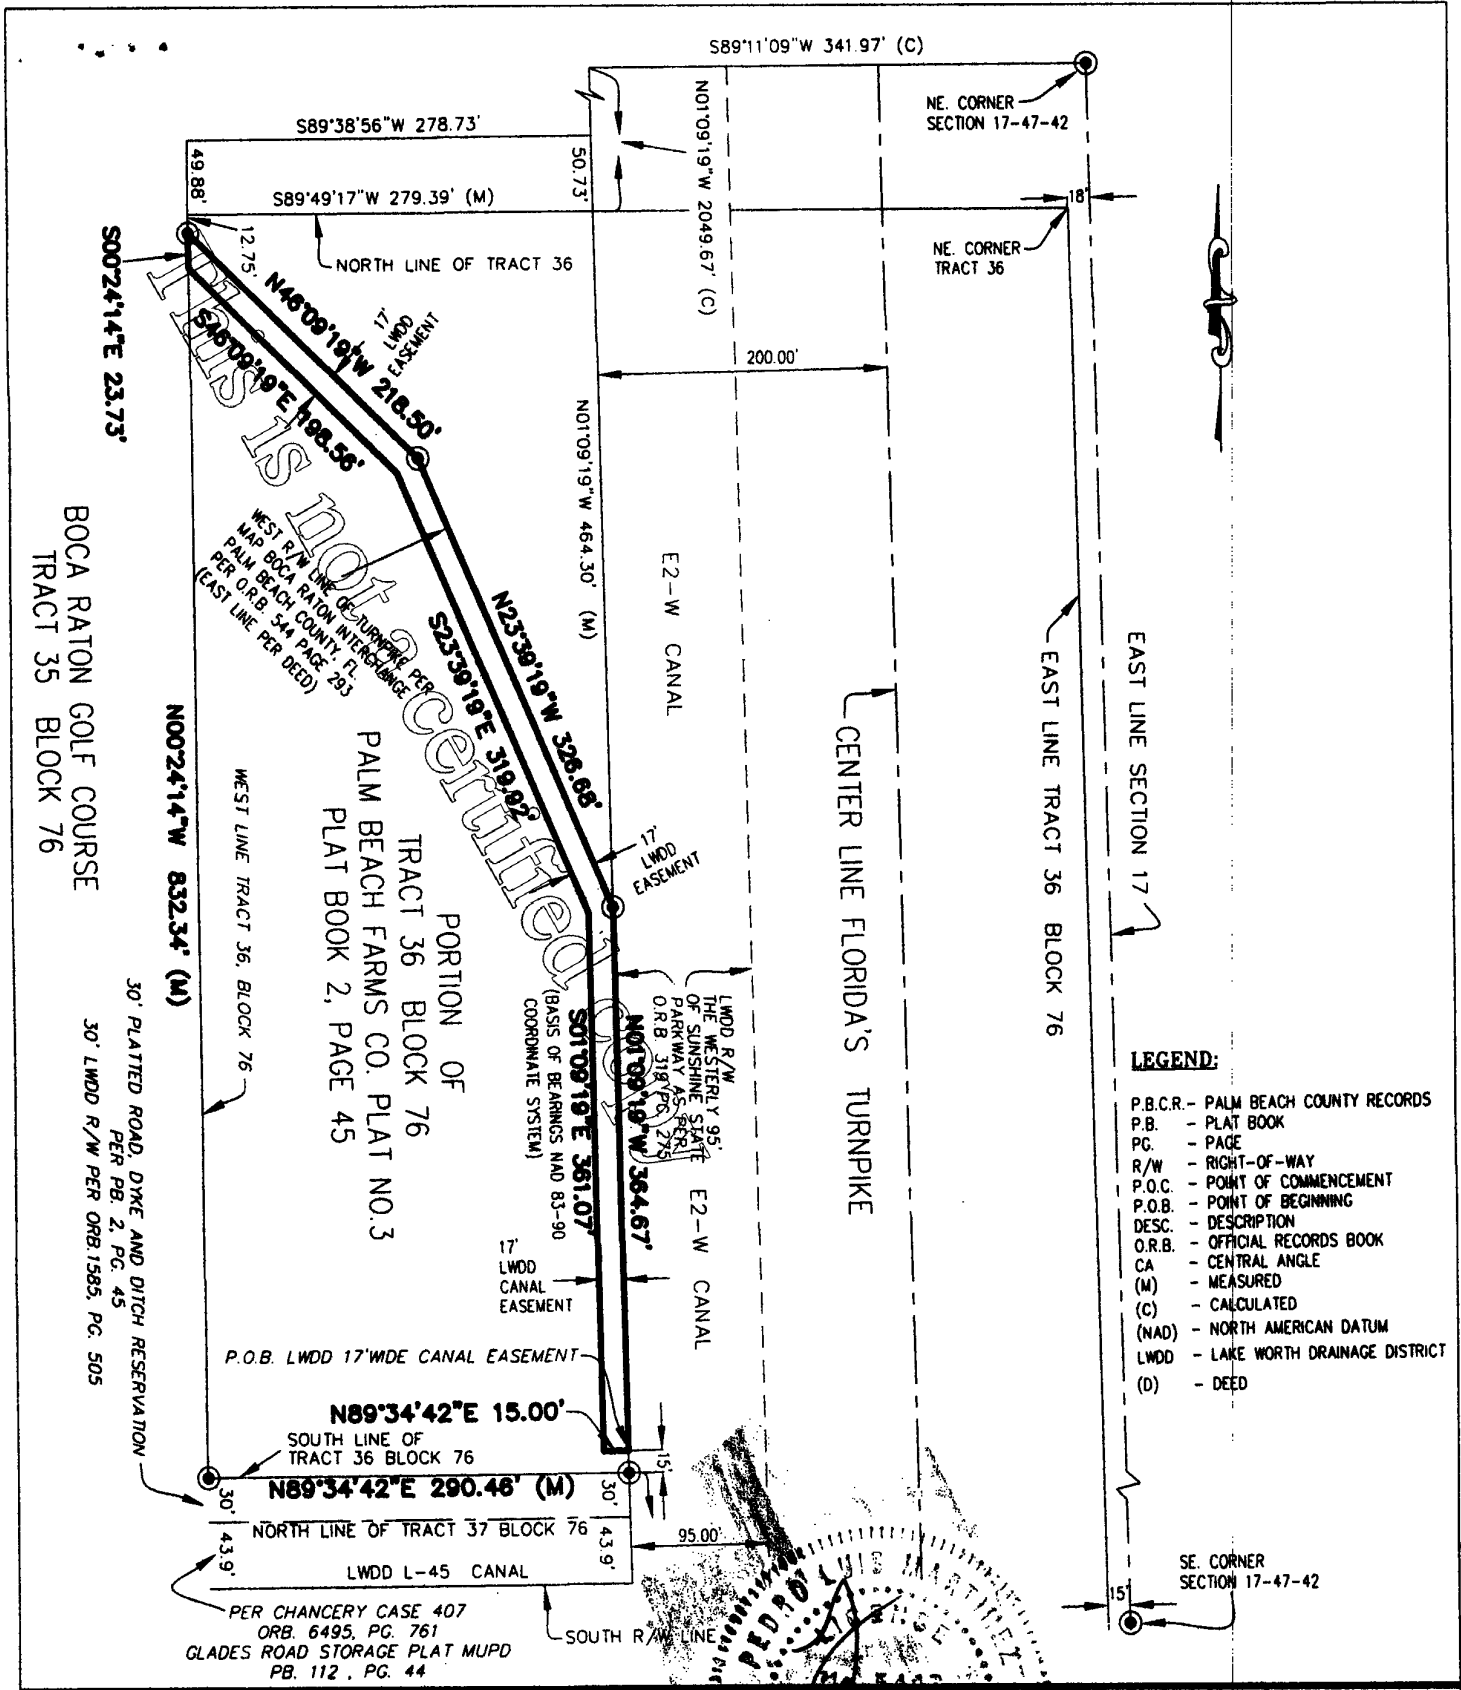 S89°11'09"W 341.97' (C)
NE. CORNER
SECTION 17-47-42
S89°38'56"W 278.73'
49.88'
50.73'
N01°09'19"W 2049.67' (C)
S89°49'17"W 279.39' (M)
18'
12.75'
NORTH LINE OF TRACT 36
NE. CORNER
TRACT 36
S00°24'14"E 23.73'
N46°09'19"W 218.50'
S46°09'19"E 198.56'
17'
LWDD
EASEMENT
200.00'
N01°09'19"W 464.30' (M)
This is not a certified copy
WEST R/W LINE OF TURNPIKE PER
MAP BOCA RATON INTERCHANGE
PALM BEACH COUNTY, FL.
PER O.R.B. 544 PAGE 293
(EAST LINE PER DEED)
E2-W CANAL
N23°39'19"W 326.68'
S23°39'19"E 319.92'
BOCA RATON GOLF COURSE
TRACT 35 BLOCK 76
N00°24'14"W 832.34' (M)
WEST LINE TRACT 36, BLOCK 76
17'
LWDD
EASEMENT
CENTER LINE FLORIDA'S TURNPIKE
EAST LINE TRACT 36 BLOCK 76
EAST LINE SECTION 17
PORTION OF
TRACT 36 BLOCK 76
PALM BEACH FARMS CO. PLAT NO.3
PLAT BOOK 2, PAGE 45
LWDD R/W
THE WESTERLY 95'
OF SUNSHINE STATE
PARKWAY AS PER
O.R.B 319 PG 275
N01°09'19"W 364.67'
S01°09'19"E 361.07'
(BASIS OF BEARINGS NAD 83-90
COORDINATE SYSTEM)
E2-W CANAL
30' PLATTED ROAD, DYKE AND DITCH RESERVATION
PER PB. 2, PG. 45
30' LWDD R/W PER ORB.1585, PG. 505
17'
LWDD
CANAL
EASEMENT
P.O.B. LWDD 17'WIDE CANAL EASEMENT
N89°34'42"E 15.00'
SOUTH LINE OF
TRACT 36 BLOCK 76
15'
N89°34'42"E 290.46' (M)
30'
30'
NORTH LINE OF TRACT 37 BLOCK 76
43.9'
43.9'
95.00'
LWDD L-45 CANAL
PER CHANCERY CASE 407
ORB. 6495, PG. 761
GLADES ROAD STORAGE PLAT MUPD
PB. 112 , PG. 44
SOUTH R/W LINE
PEDRO LUIS MARTINEZ
LEGEND:
P.B.C.R.- PALM BEACH COUNTY RECORDS
P.B. - PLAT BOOK
PG. - PAGE
R/W - RIGHT-OF-WAY
P.O.C. - POINT OF COMMENCEMENT
P.O.B. - POINT OF BEGINNING
DESC. - DESCRIPTION
O.R.B. - OFFICIAL RECORDS BOOK
CA - CENTRAL ANGLE
(M) - MEASURED
(C) - CALCULATED
(NAD) - NORTH AMERICAN DATUM
LWDD - LAKE WORTH DRAINAGE DISTRICT
(D) - DEED
SE. CORNER
SECTION 17-47-42
15'